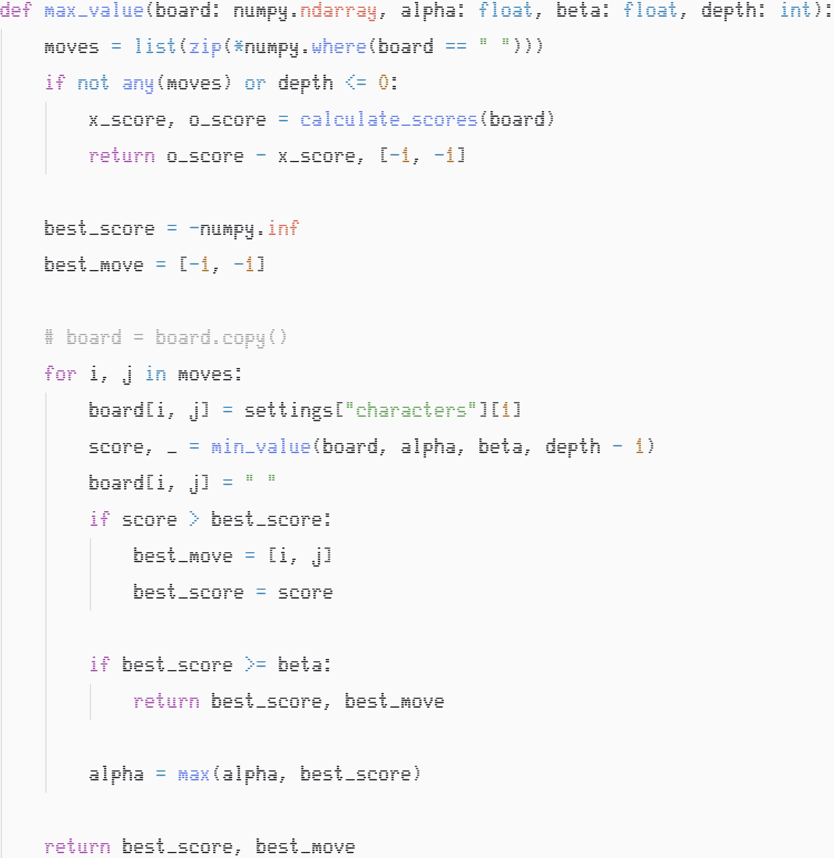 def max_value(board: numpy.ndarray, alpha: float, beta: float, depth: int):
    moves = list(zip(*numpy.where(board == " ")))
    if not any(moves) or depth <= 0:
        x_score, o_score = calculate_scores(board)
        return o_score - x_score, [-1, -1]

    best_score = -numpy.inf
    best_move = [-1, -1]

    # board = board.copy()
    for i, j in moves:
        board[i, j] = settings["characters"][1]
        score, _ = min_value(board, alpha, beta, depth - 1)
        board[i, j] = " "
        if score > best_score:
            best_move = [i, j]
            best_score = score

        if best_score >= beta:
            return best_score, best_move

        alpha = max(alpha, best_score)

    return best_score, best_move